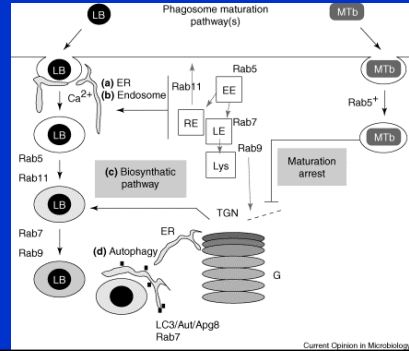 LB
Phagosome maturation
pathway(s)
MTb
LB
(a) ER
(b) Endosome
Ca2+
Rab11
Rab5
EE
RE
LE
Rab7
Lys
Rab9
MTb
Rab5+
MTb
LB
Rab5
Rab11
(c) Biosynthatic
pathway
Maturation
arrest
LB
TGN
Rab7
Rab9
(d) Autophagy
ER
LB
G
LC3/Aut/Apg8
Rab7
Current Opinion in Microbiology